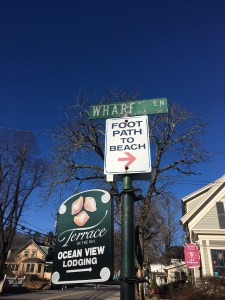 WHARF LN
FOOT
PATH TO
BEACH
Terrace
BY THE SEA
OCEAN VIEW
LODGING